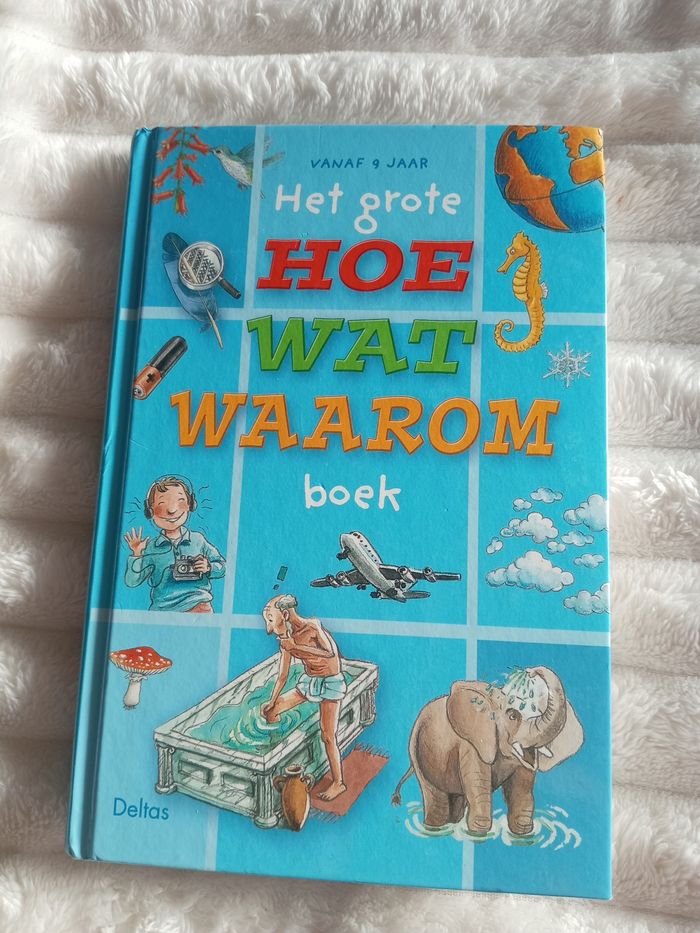 VANAF 9 JAAR
Het grote
HOE
WAT
WAAROM
boek
Deltas